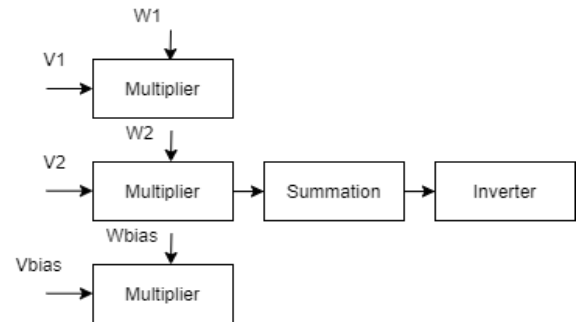 W1
V1
Multiplier
W2
V2
Multiplier
Summation
Inverter
Wbias
Vbias
Multiplier